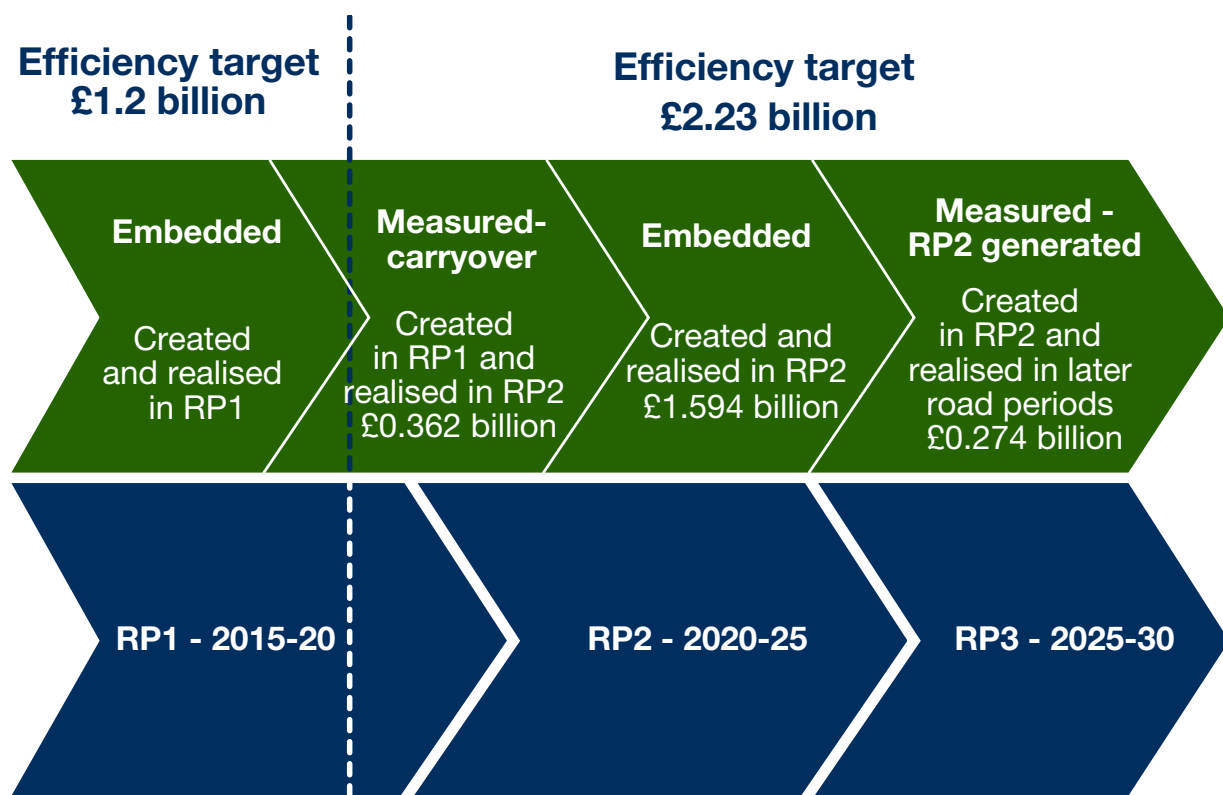 Efficiency target
£1.2 billion
Efficiency target
£2.23 billion
Embedded
Created
and realised
in RP1
Measured-
carryover
Created
in RP1 and
realised in RP2
£0.362 billion
Embedded
Created and
realised in RP2
£1.594 billion
Measured -
RP2 generated
Created
in RP2 and
realised in later
road periods
£0.274 billion
RP1 - 2015-20
RP2 - 2020-25
RP3 - 2025-30